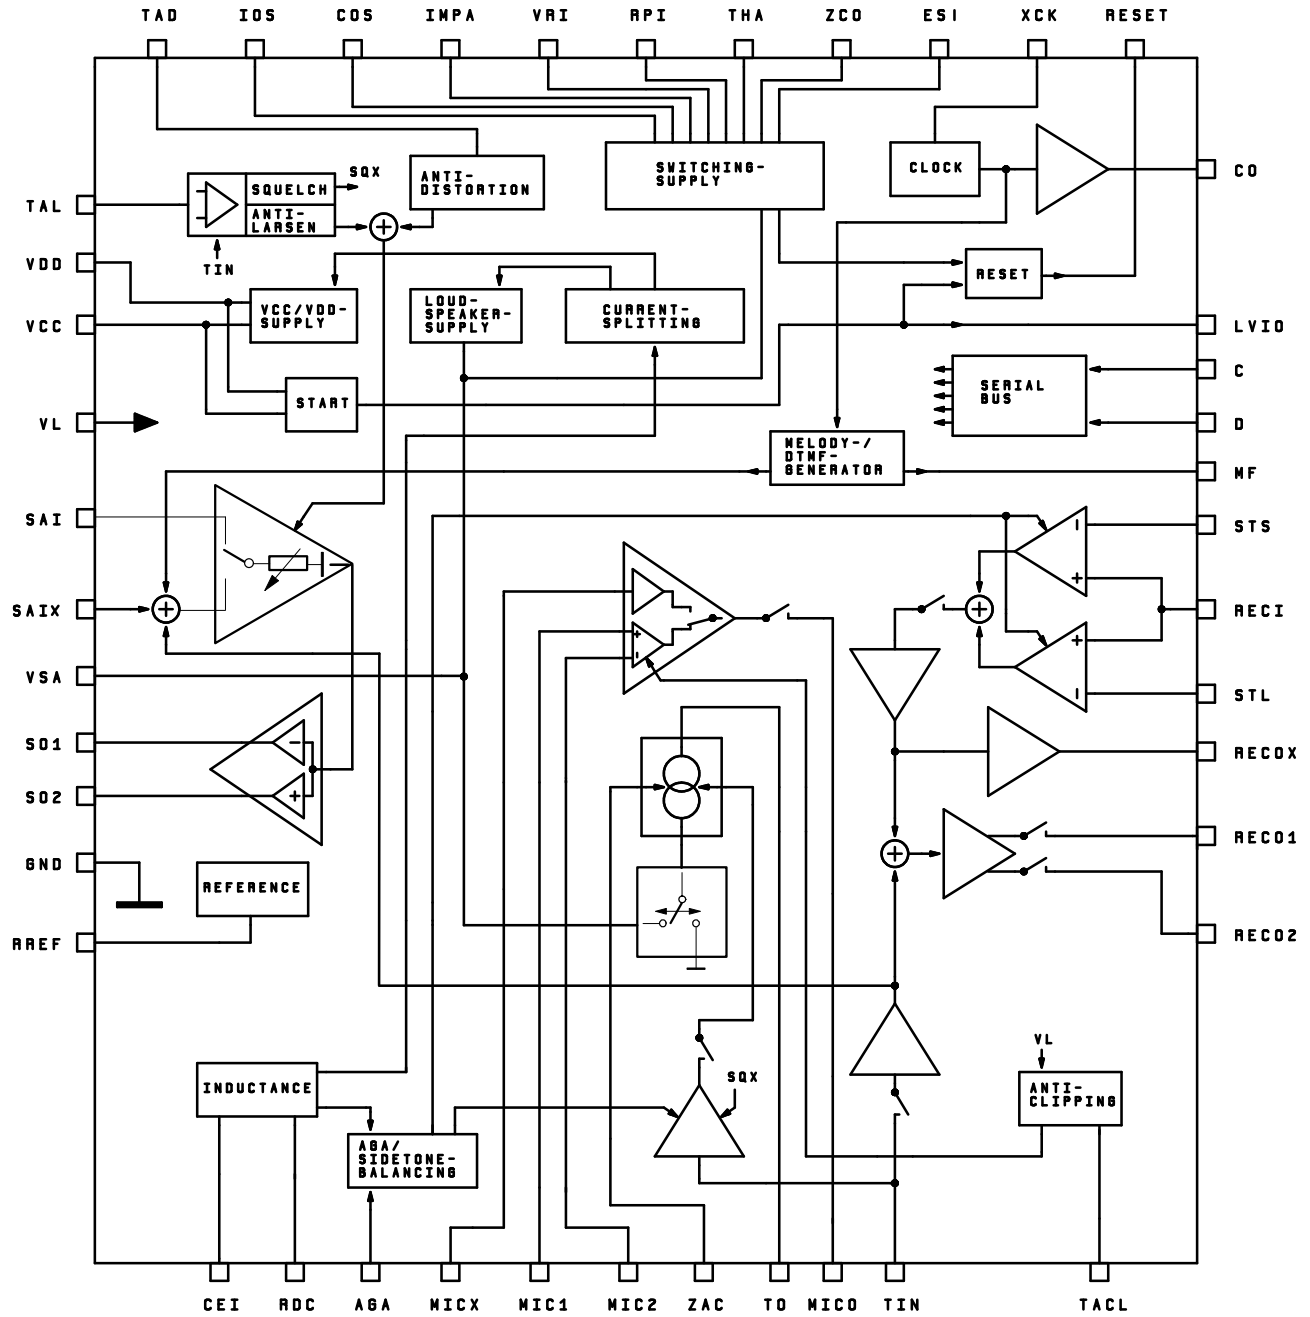 TAD IOS COS IMPA VRI RPI THA ZCO ESI XCK RESET
SQUELCH
ANTI-
LARSEN
SQX
TIN
ANTI-
DISTORTION
SWITCHING-
SUPPLY
CLOCK
RESET
VCC/VDD-
SUPPLY
LOUD-
SPEAKER-
SUPPLY
CURRENT-
SPLITTING
START
SERIAL
BUS
MELODY-/
DTMF-
GENERATOR
TAL
VDD
VCC
VL
SAI
SAIX
VSA
SO1
SO2
GND
RREF
CO
LVIO
C
D
MF
STS
RECI
STL
RECOX
RECO1
RECO2
+
+
-
+
+
-
-
+
+
-
+
+
REFERENCE
INDUCTANCE
AGA/
SIDETONE-
BALANCING
SQX
VL
ANTI-
CLIPPING
CEI RDC AGA MICX MIC1 MIC2 ZAC TO MICO TIN TACL